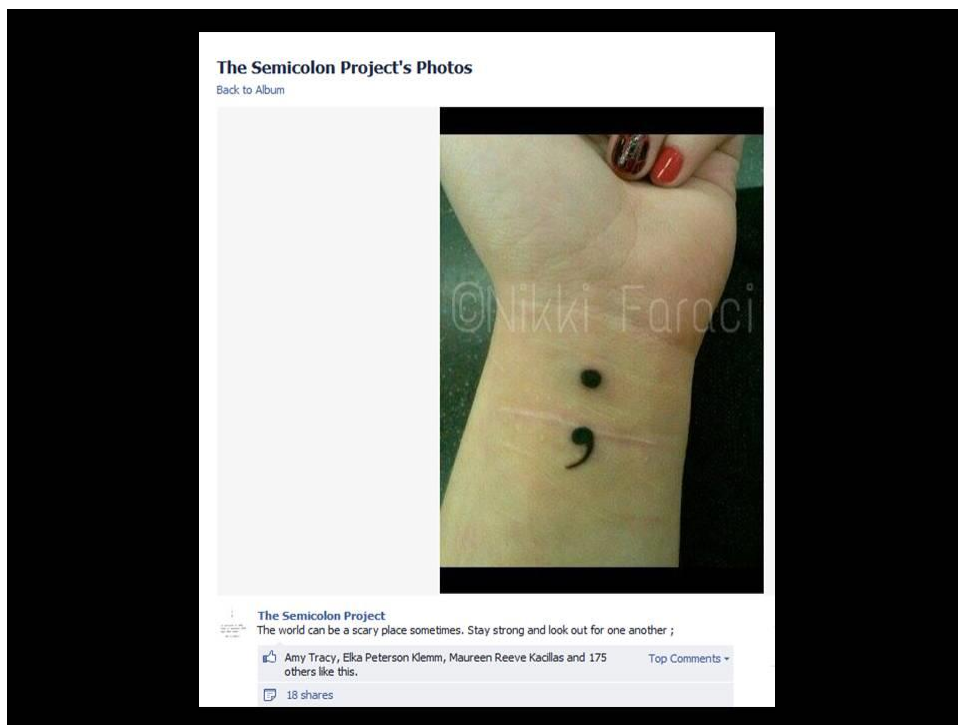 The Semicolon Project's Photos
Back to Album
©Nikki Faraci
;
The Semicolon Project
The world can be a scary place sometimes. Stay strong and look out for one another ;
Amy Tracy, Elka Peterson Klemm, Maureen Reeve Kacillas and 175
others like this.
Top Comments
18 shares